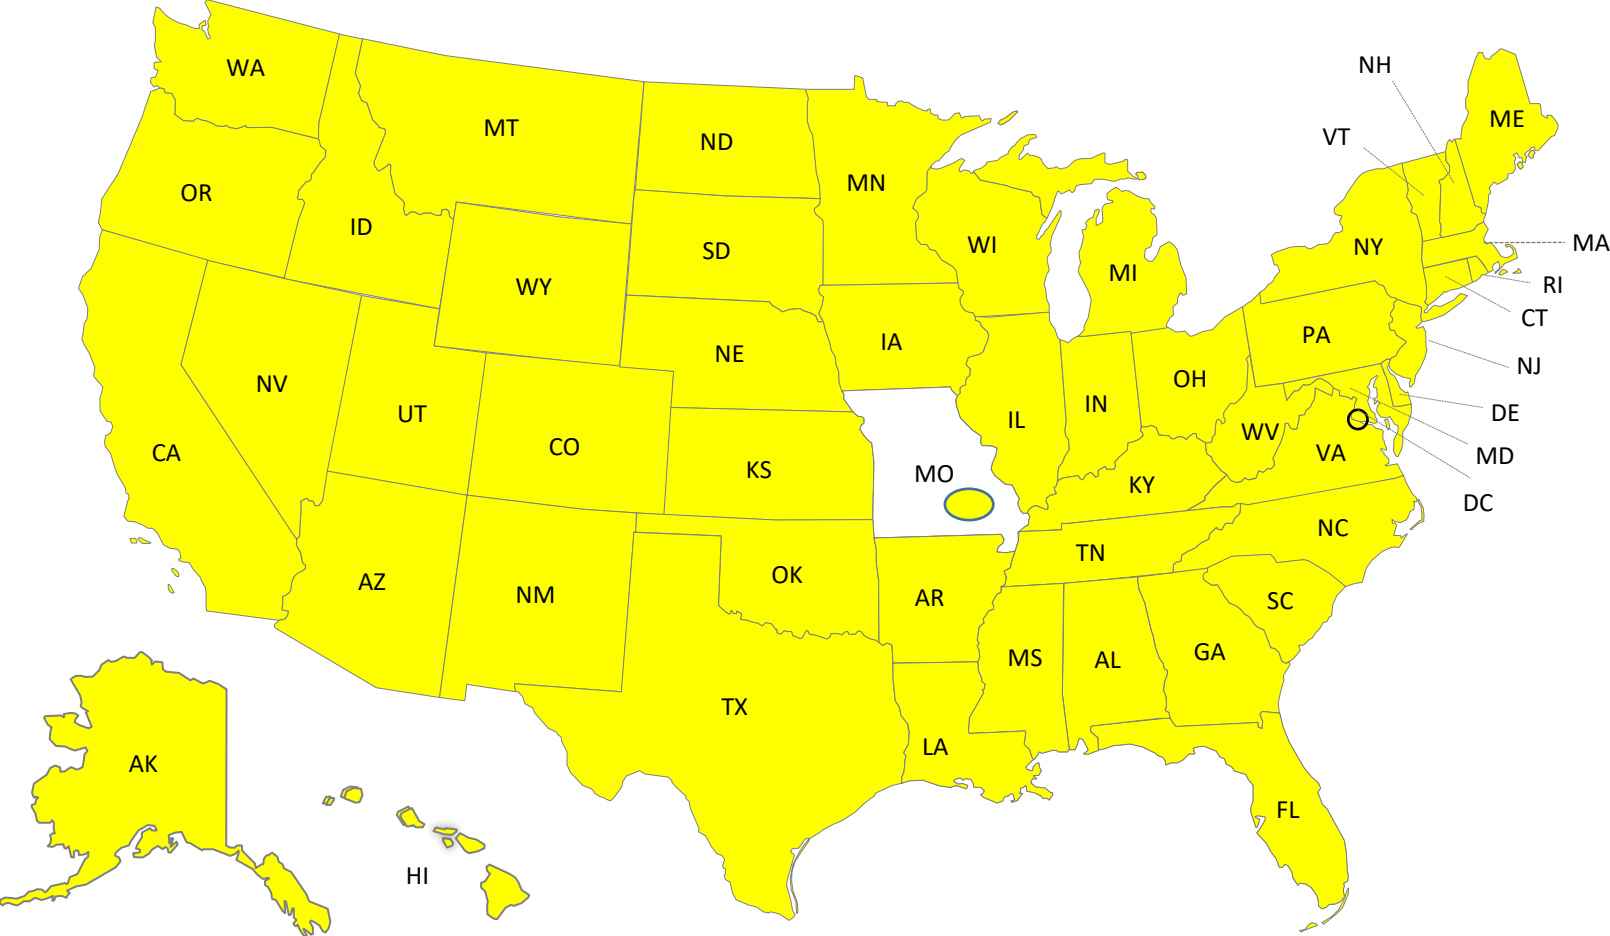 WA
MT
ND
MN
OR
ID
SD
WI
MI
WY
NE
IA
NV
UT
CO
CA
KS
MO
IL
IN
OH
PA
NY
VT
NH
ME
MA
RI
CT
NJ
DE
MD
DC
WV
VA
KY
NC
TN
SC
AZ
NM
OK
AR
MS
AL
GA
TX
LA
FL
AK
HI